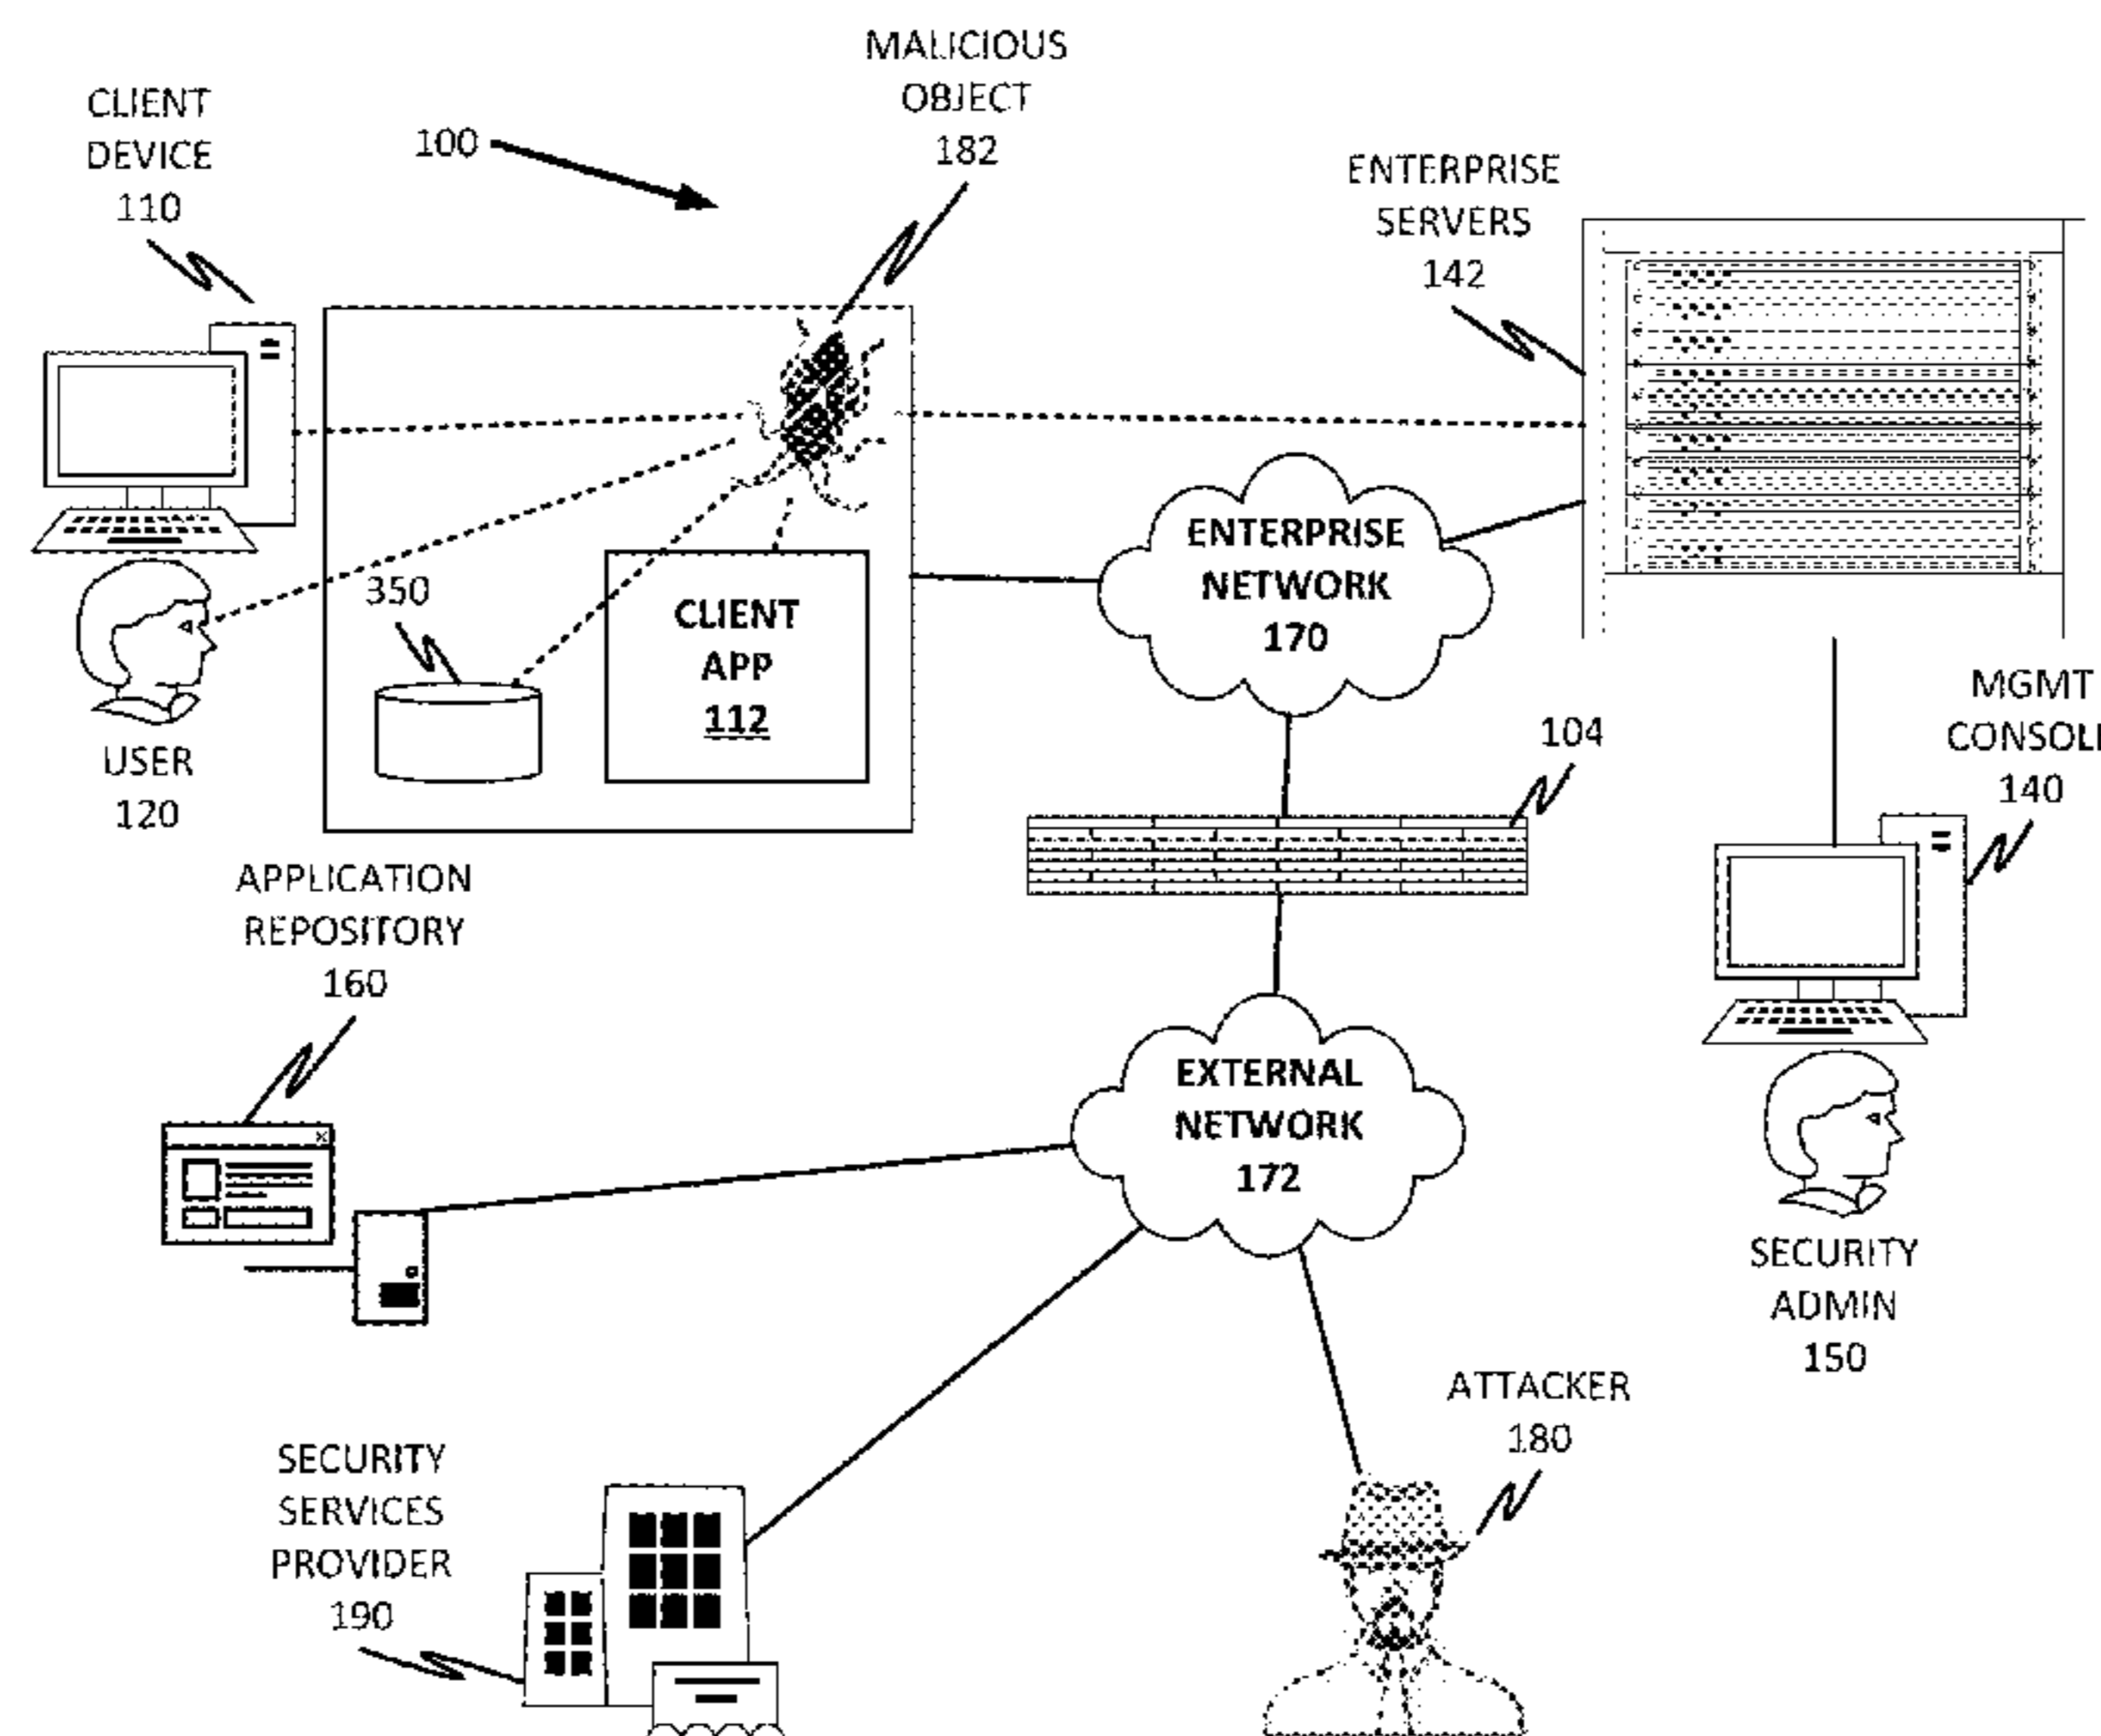 MALICIOUS
OBJECT
182
CLIENT
DEVICE
110
100
ENTERPRISE
SERVERS
142
350
CLIENT
APP
112
ENTERPRISE
NETWORK
170
USER
120
104
MGMT
CONSOL
140
APPLICATION
REPOSITORY
160
EXTERNAL
NETWORK
172
SECURITY
ADMIN
150
ATTACKER
180
SECURITY
SERVICES
PROVIDER
190